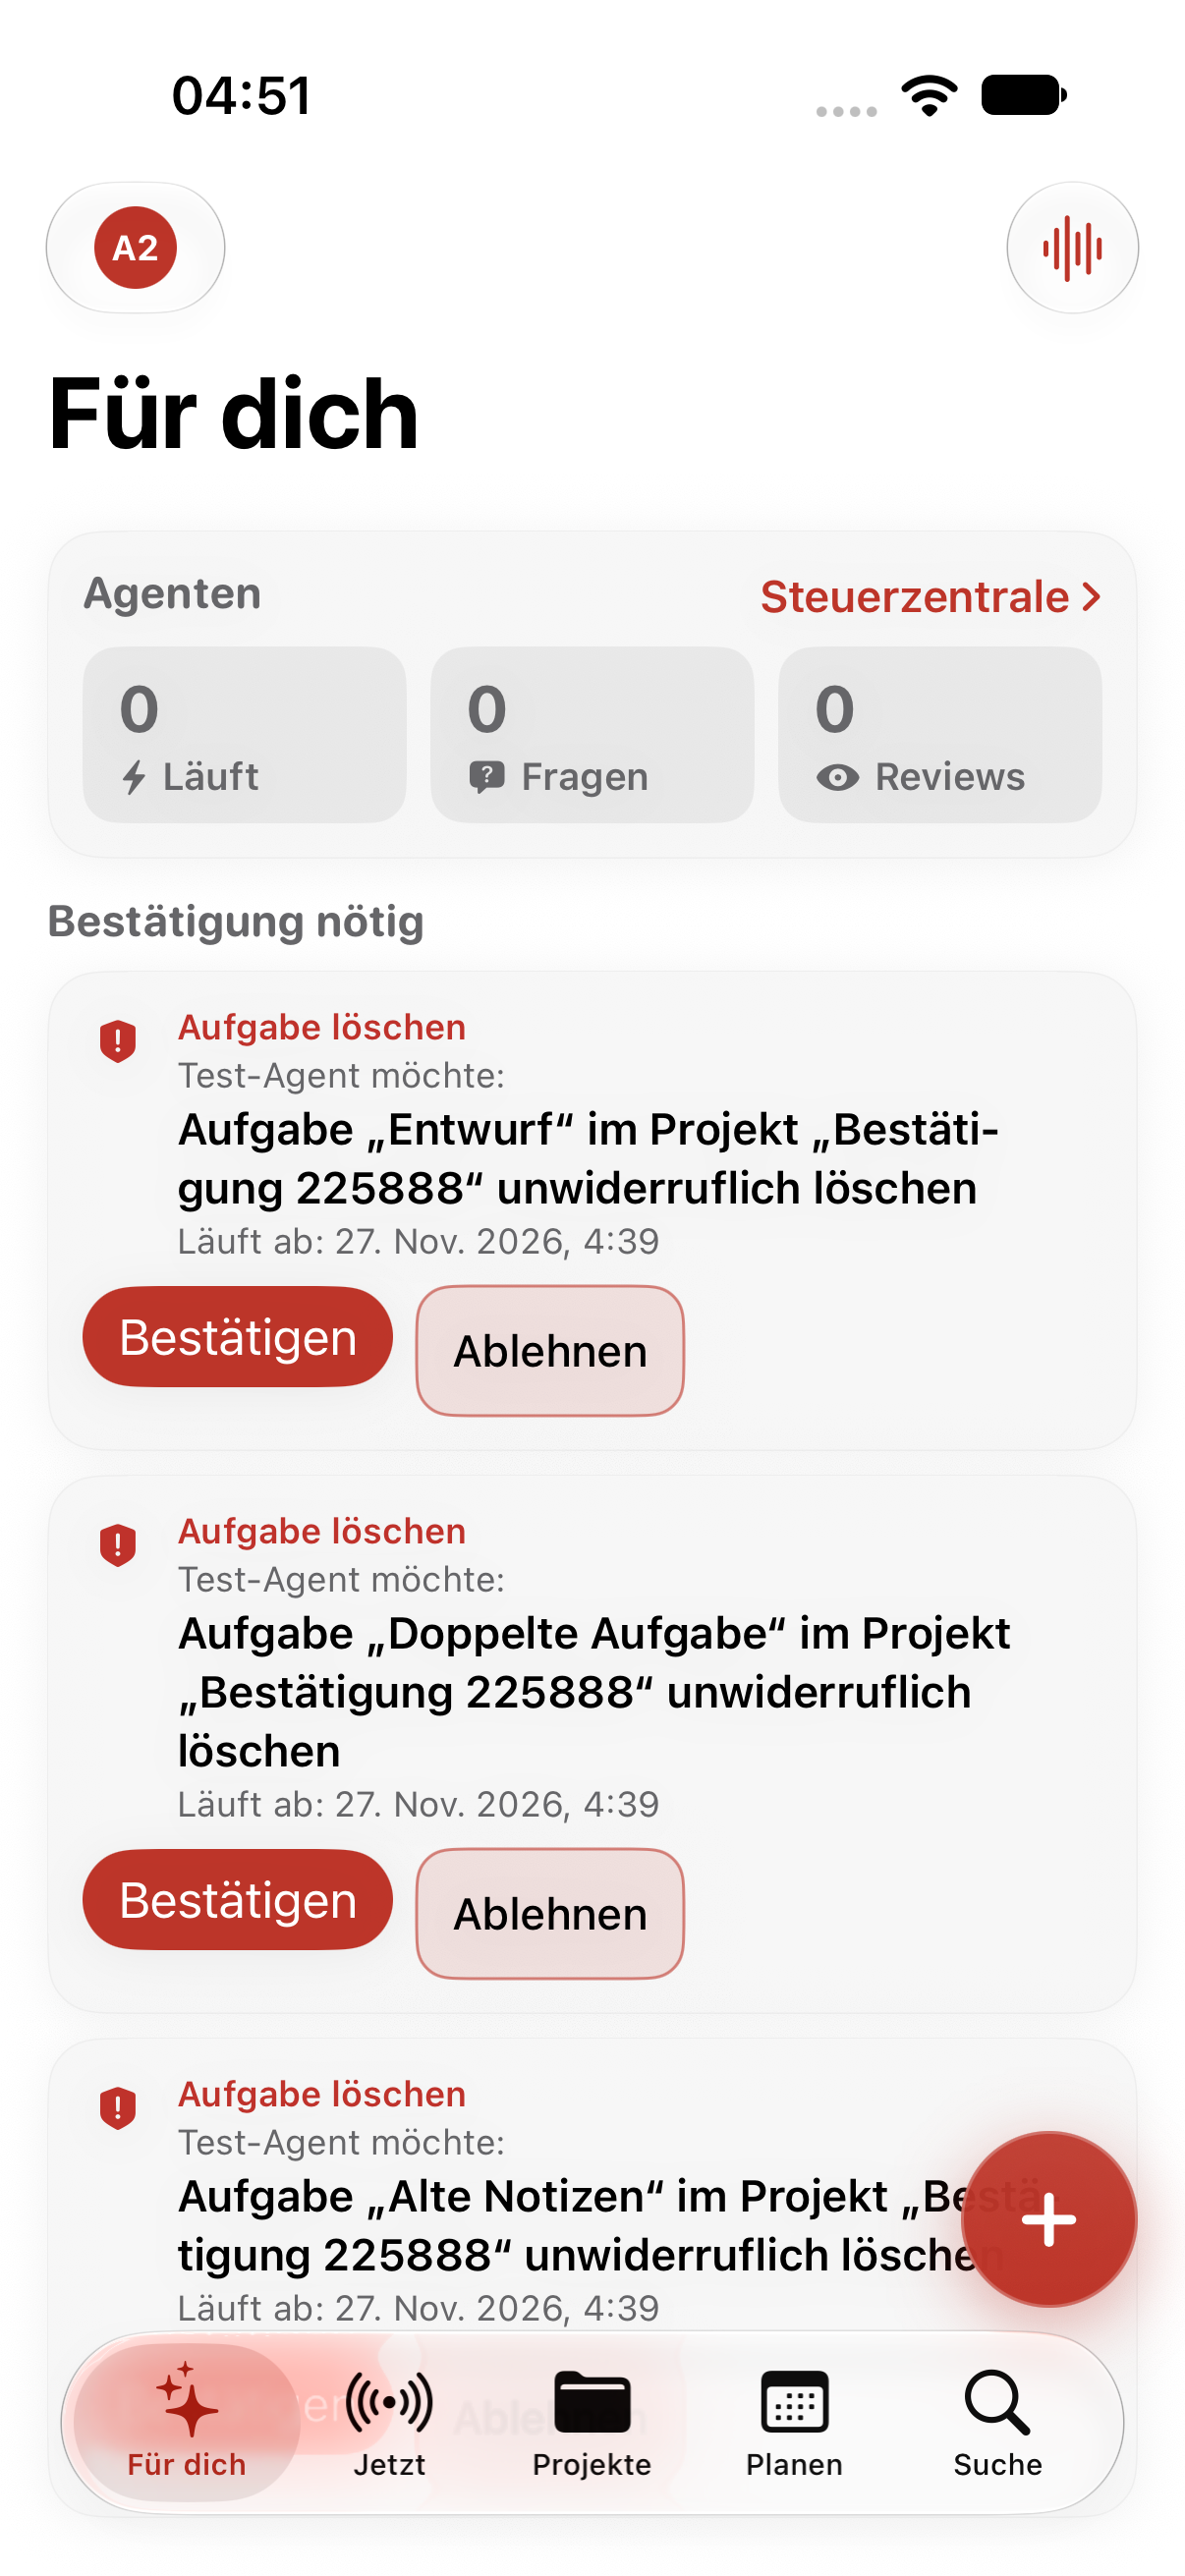 04:51
A2
Für dich
Agenten
Steuerzentrale
0
Läuft
0
Fragen
0
Reviews
Bestätigung nötig
Aufgabe löschen
Test-Agent möchte:
Aufgabe „Entwurf“ im Projekt „Bestäti-
gung 225888“ unwiderruflich löschen
Läuft ab: 27. Nov. 2026, 4:39
Bestätigen
Ablehnen
Aufgabe löschen
Test-Agent möchte:
Aufgabe „Doppelte Aufgabe“ im Projekt
„Bestätigung 225888“ unwiderruflich
löschen
Läuft ab: 27. Nov. 2026, 4:39
Bestätigen
Ablehnen
Aufgabe löschen
Test-Agent möchte:
Aufgabe „Alte Notizen“ im Projekt „Bestä
tigung 225888“ unwiderruflich löschen
Läuft ab: 27. Nov. 2026, 4:39
Für dich
Jetzt
Projekte
Planen
Suche